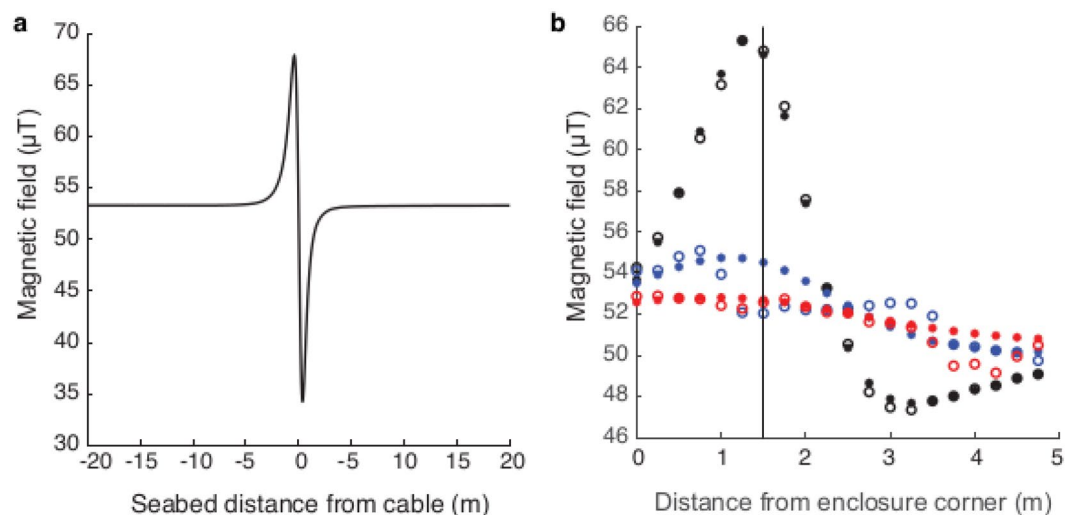 a
70
65
60
55
53
50
45
40
35
30
Magnetic field (µT)
-20 -15 -10 -5 0 -5 10 15 20
Seabed distance from cable (m)
b
66
64
62
60
58
56
54
52
50
48
46
Magnetic field (µT)
0 1 2 3 4 5
Distance from enclosure corner (m)